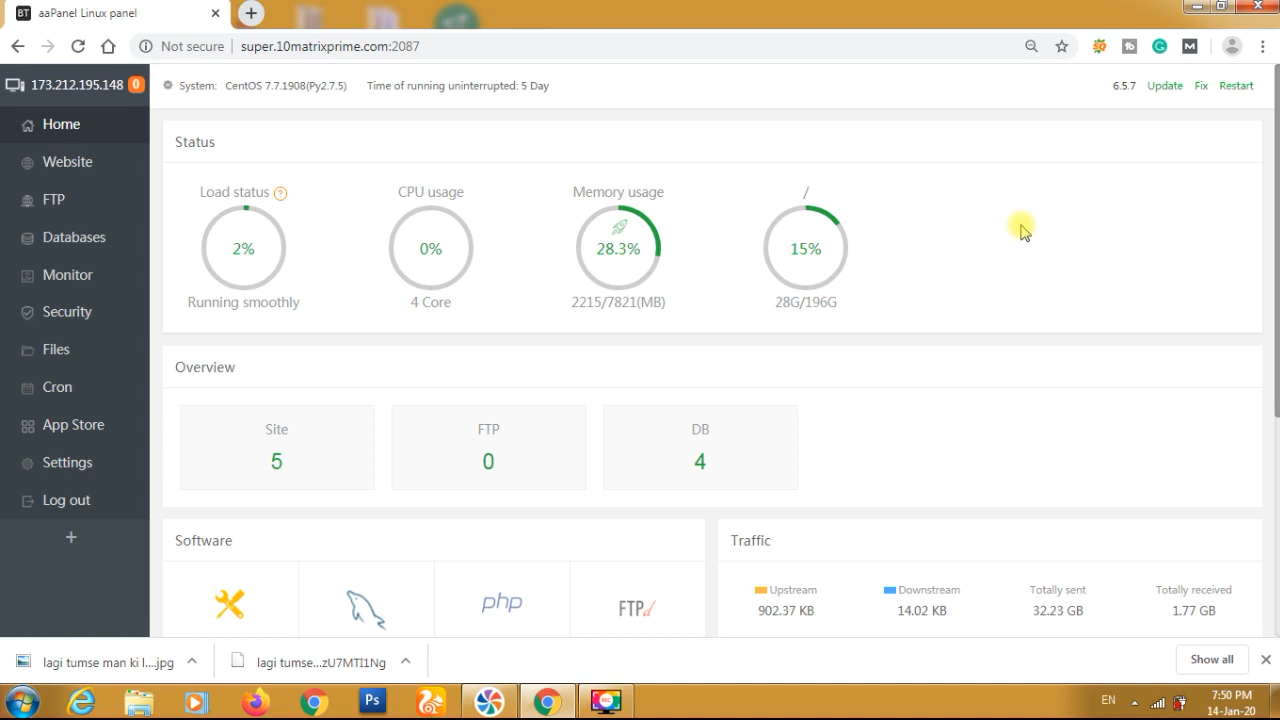 BT aaPanel Linux panel
Not secure super.10matrixprime.com:2087
173.212.195.148 0
System: CentOS 7.7.1908(Py2.7.5) Time of running uninterrupted: 5 Day 6.5.7 Update Fix Restart
Home
Website
FTP
Databases
Monitor
Security
Files
Cron
App Store
Settings
Log out
Status
Load status ? CPU usage Memory usage /
2% 0% 28.3% 15%
Running smoothly 4 Core 2215/7821(MB) 28G/196G
Overview
Site FTP DB
5 0 4
Software Traffic
Upstream Downstream Totally sent Totally received
902.37 KB 14.02 KB 32.23 GB 1.77 GB
php FTPd
lagi tumse man ki l....jpg lagi tumse...zU7MTI1Ng Show all
Ps EN 7:50 PM
14-Jan-20